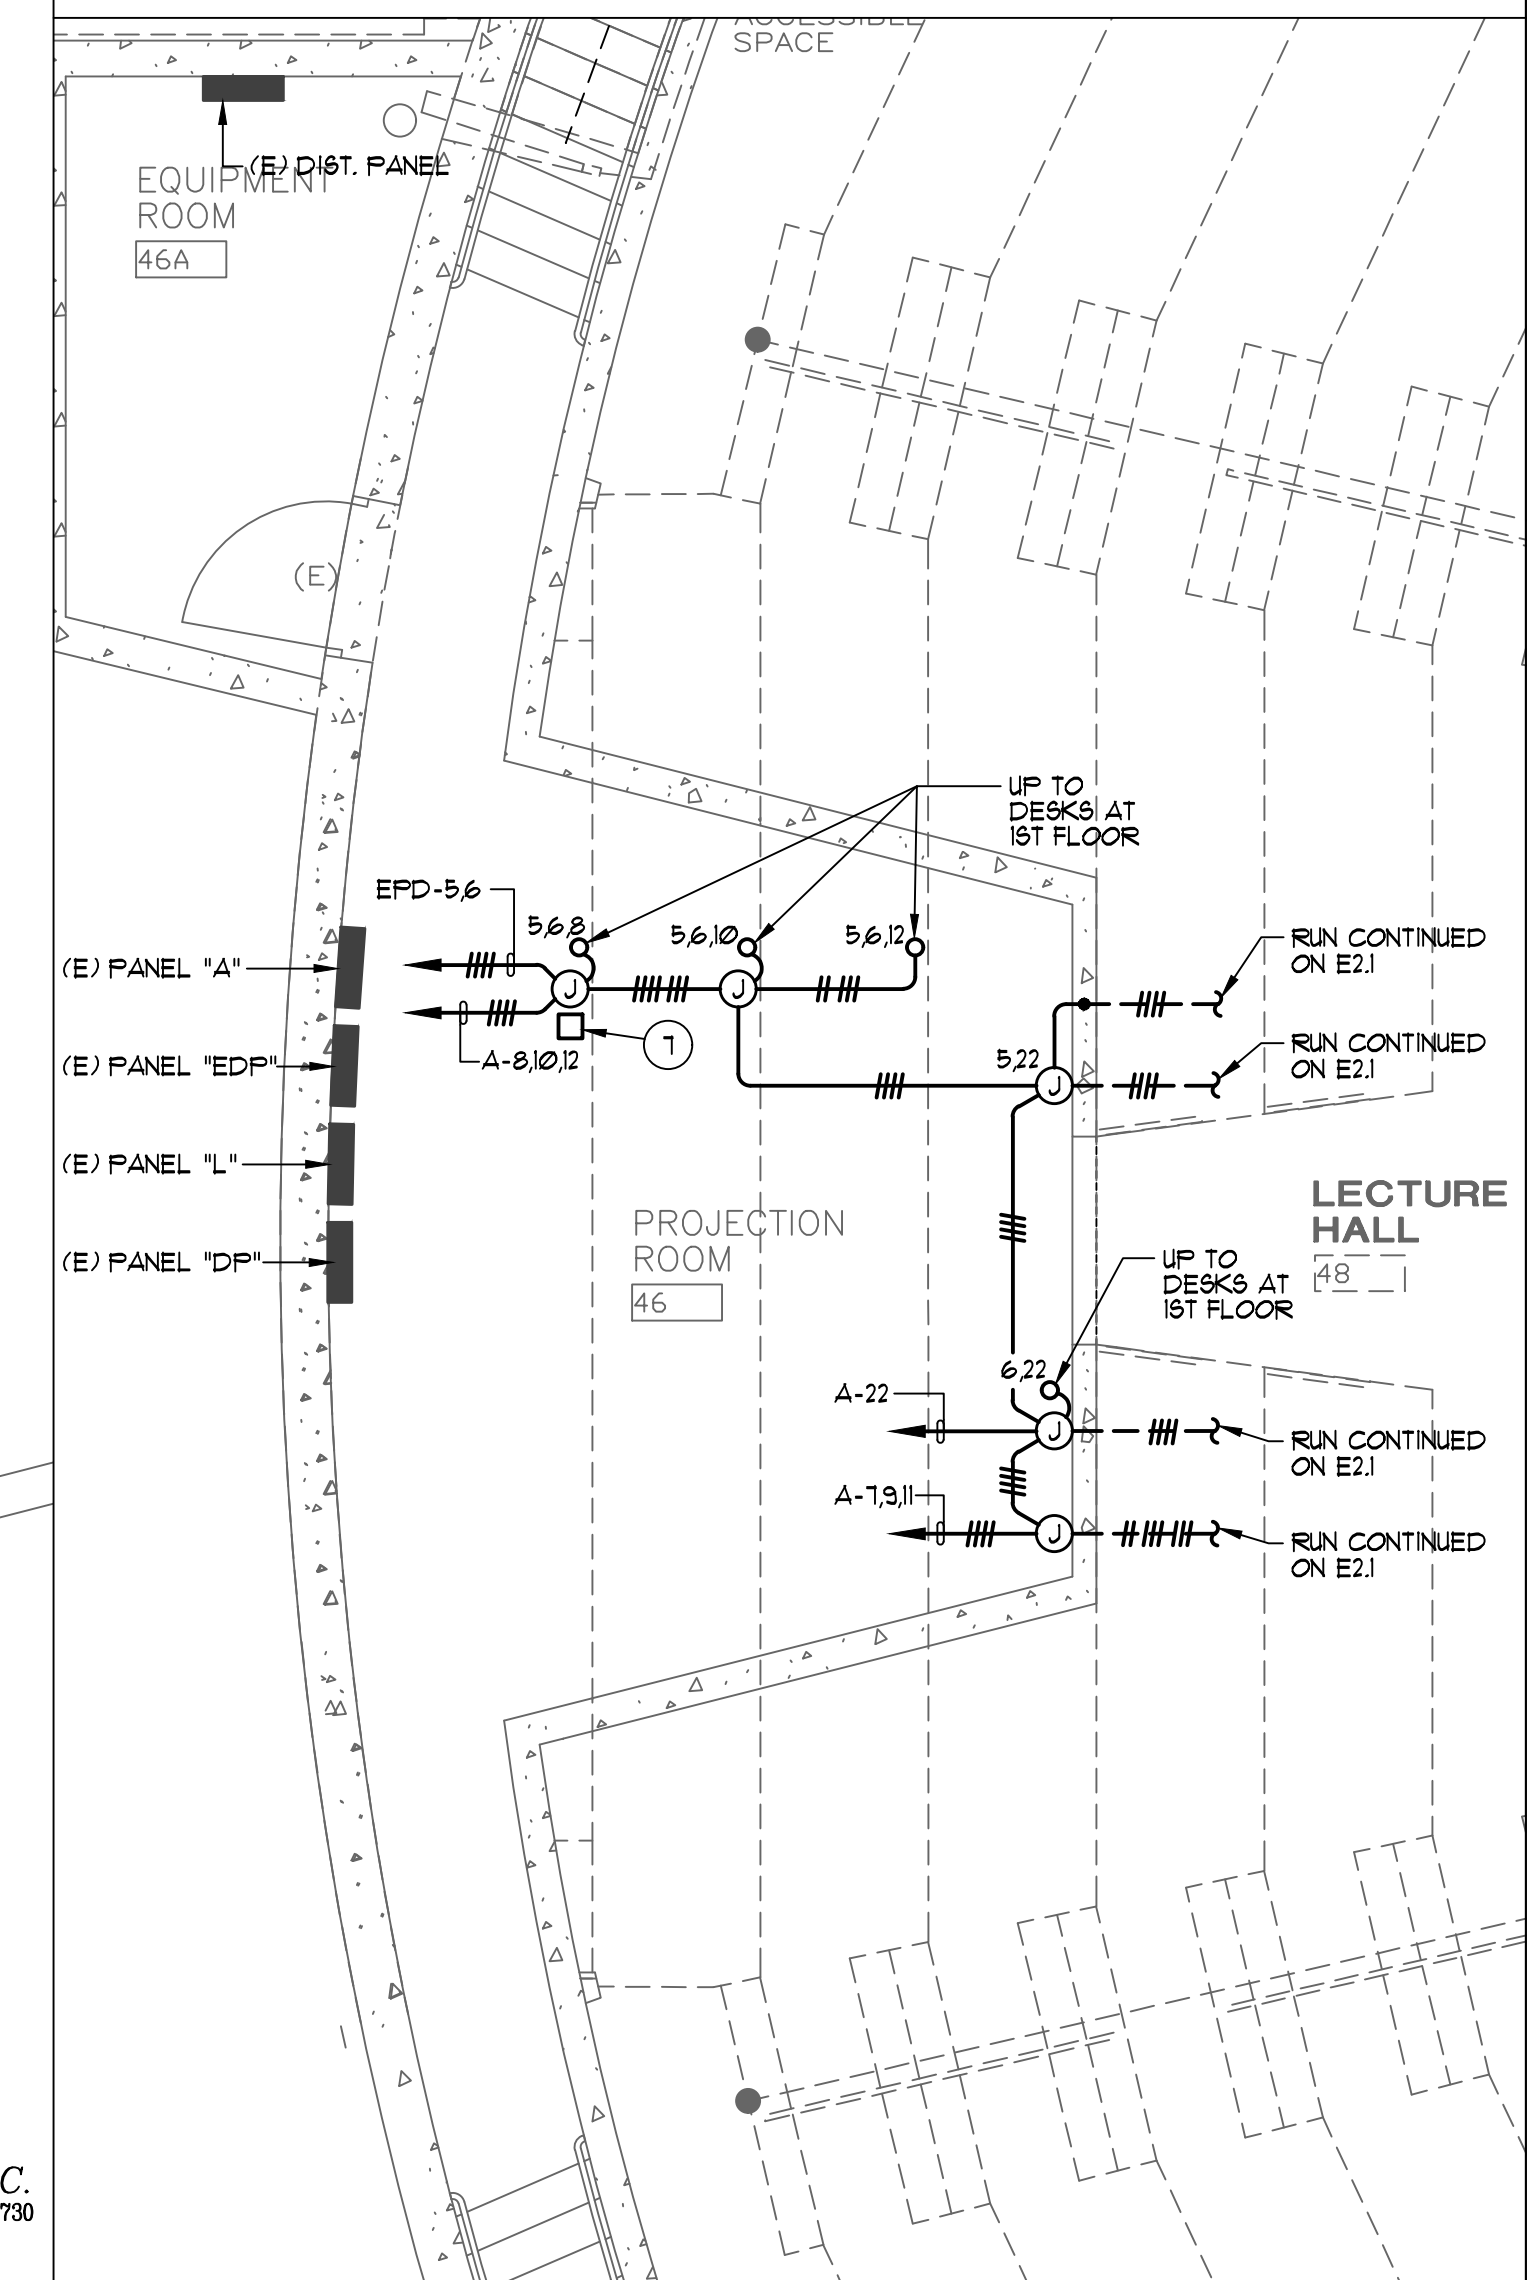 ACCESSIBLE
SPACE
(E) DIST. PANEL
EQUIPMENT
ROOM
46A
(E)
UP TO
DESKS AT
1ST FLOOR
EPD-5,6
5,6,8
5,6,10
5,6,12
(E) PANEL "A"
RUN CONTINUED
ON E2.1
J
J
A-8,10,12
7
(E) PANEL "EDP"
5,22
J
RUN CONTINUED
ON E2.1
(E) PANEL "L"
(E) PANEL "DP"
PROJECTION
ROOM
46
LECTURE
HALL
48
UP TO
DESKS AT
1ST FLOOR
6,22
A-22
J
RUN CONTINUED
ON E2.1
A-7,9,11
J
RUN CONTINUED
ON E2.1
C.
730